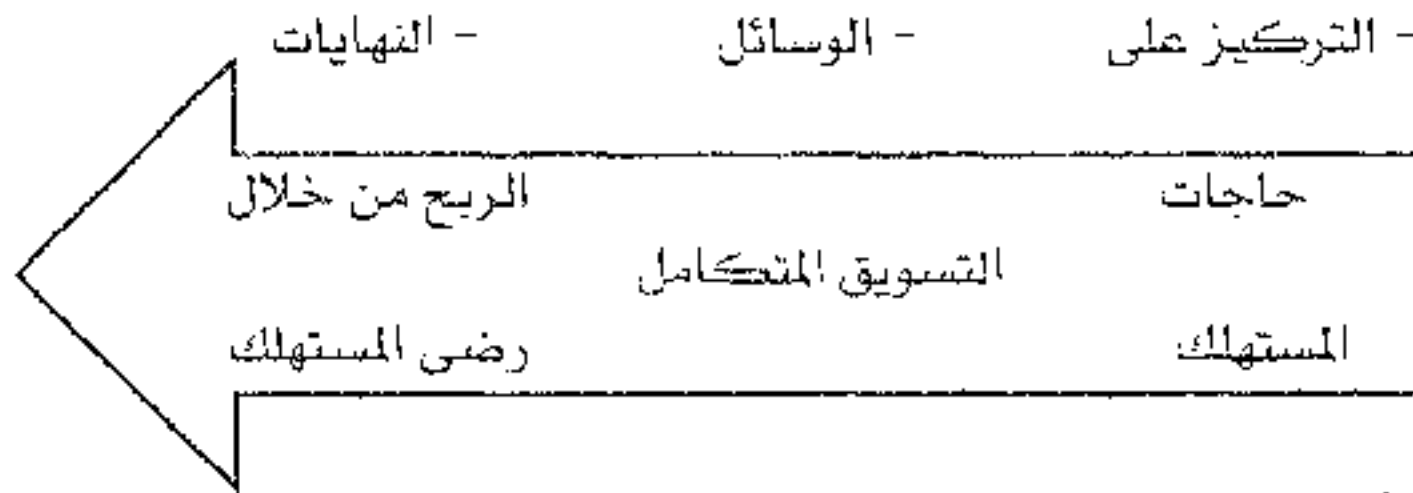 - التركيز على - الوسائل - النهايات
حاجات الربح من خلال
التسويق المتكامل
المستهلك رضى المستهلك